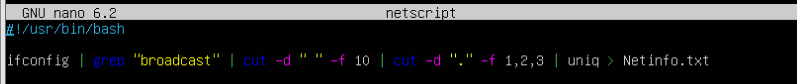 GNU nano 6.2 netscript
#!/usr/bin/bash
ifconfig | grep "broadcast" | cut -d " " -f 10 | cut -d "." -f 1,2,3 | uniq > Netinfo.txt